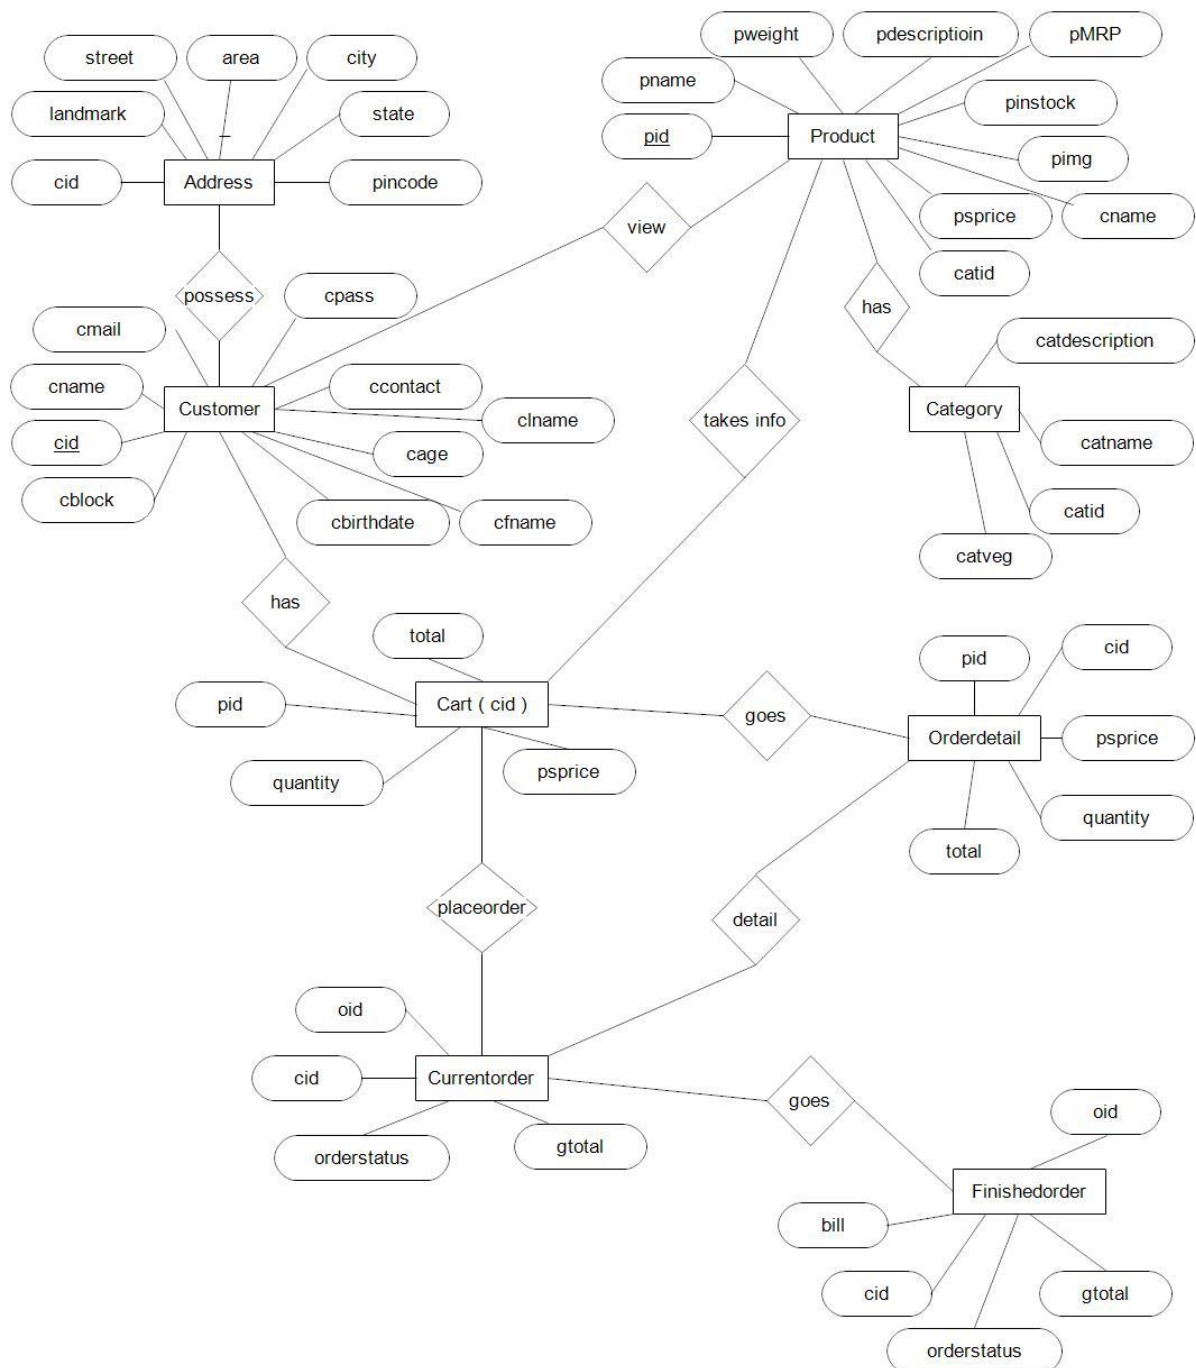 pweight
pdescriptioin
pMRP
street
area
city
pname
pinstock
landmark
state
pid
Product
pimg
cid
Address
pincode
psprice
cname
view
catid
possess
cpass
has
cmail
catdescription
cname
ccontact
Customer
clname
takes info
Category
cid
cage
catname
cblock
cbirthdate
cfname
catid
catveg
has
total
cid
pid
pid
Cart ( cid )
goes
Orderdetail
psprice
quantity
psprice
quantity
total
placeorder
detail
oid
cid
Currentorder
goes
oid
orderstatus
gtotal
Finishedorder
bill
cid
gtotal
orderstatus